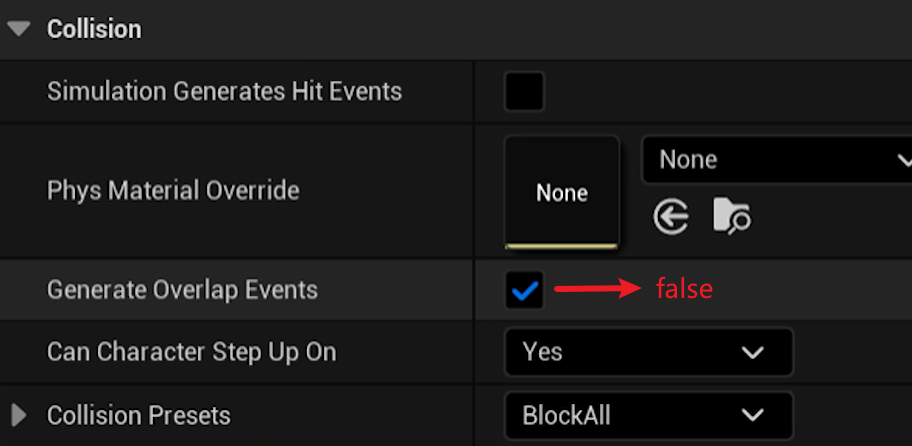 Collision
Simulation Generates Hit Events
Phys Material Override
None
None
Generate Overlap Events
false
Can Character Step Up On
Yes
Collision Presets
BlockAll